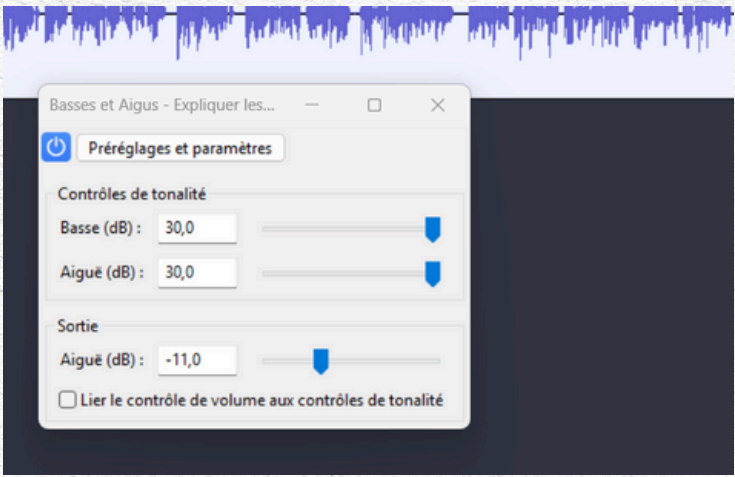 Basses et Aigus - Expliquer les...
Préréglages et paramètres
Contrôles de tonalité
Basse (dB) : 30,0
Aiguë (dB) : 30,0
Sortie
Aiguë (dB) : -11,0
Lier le contrôle de volume aux contrôles de tonalité